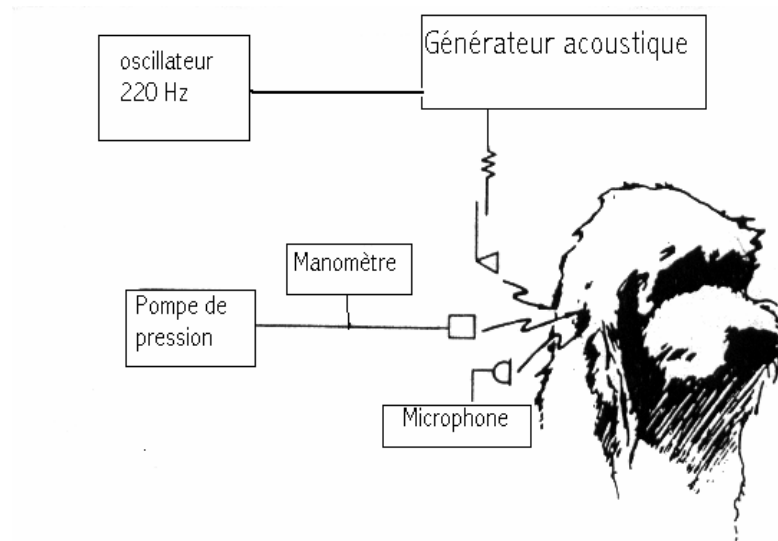 oscillateur
220 Hz
Générateur acoustique
Manomètre
Pompe de
pression
Microphone